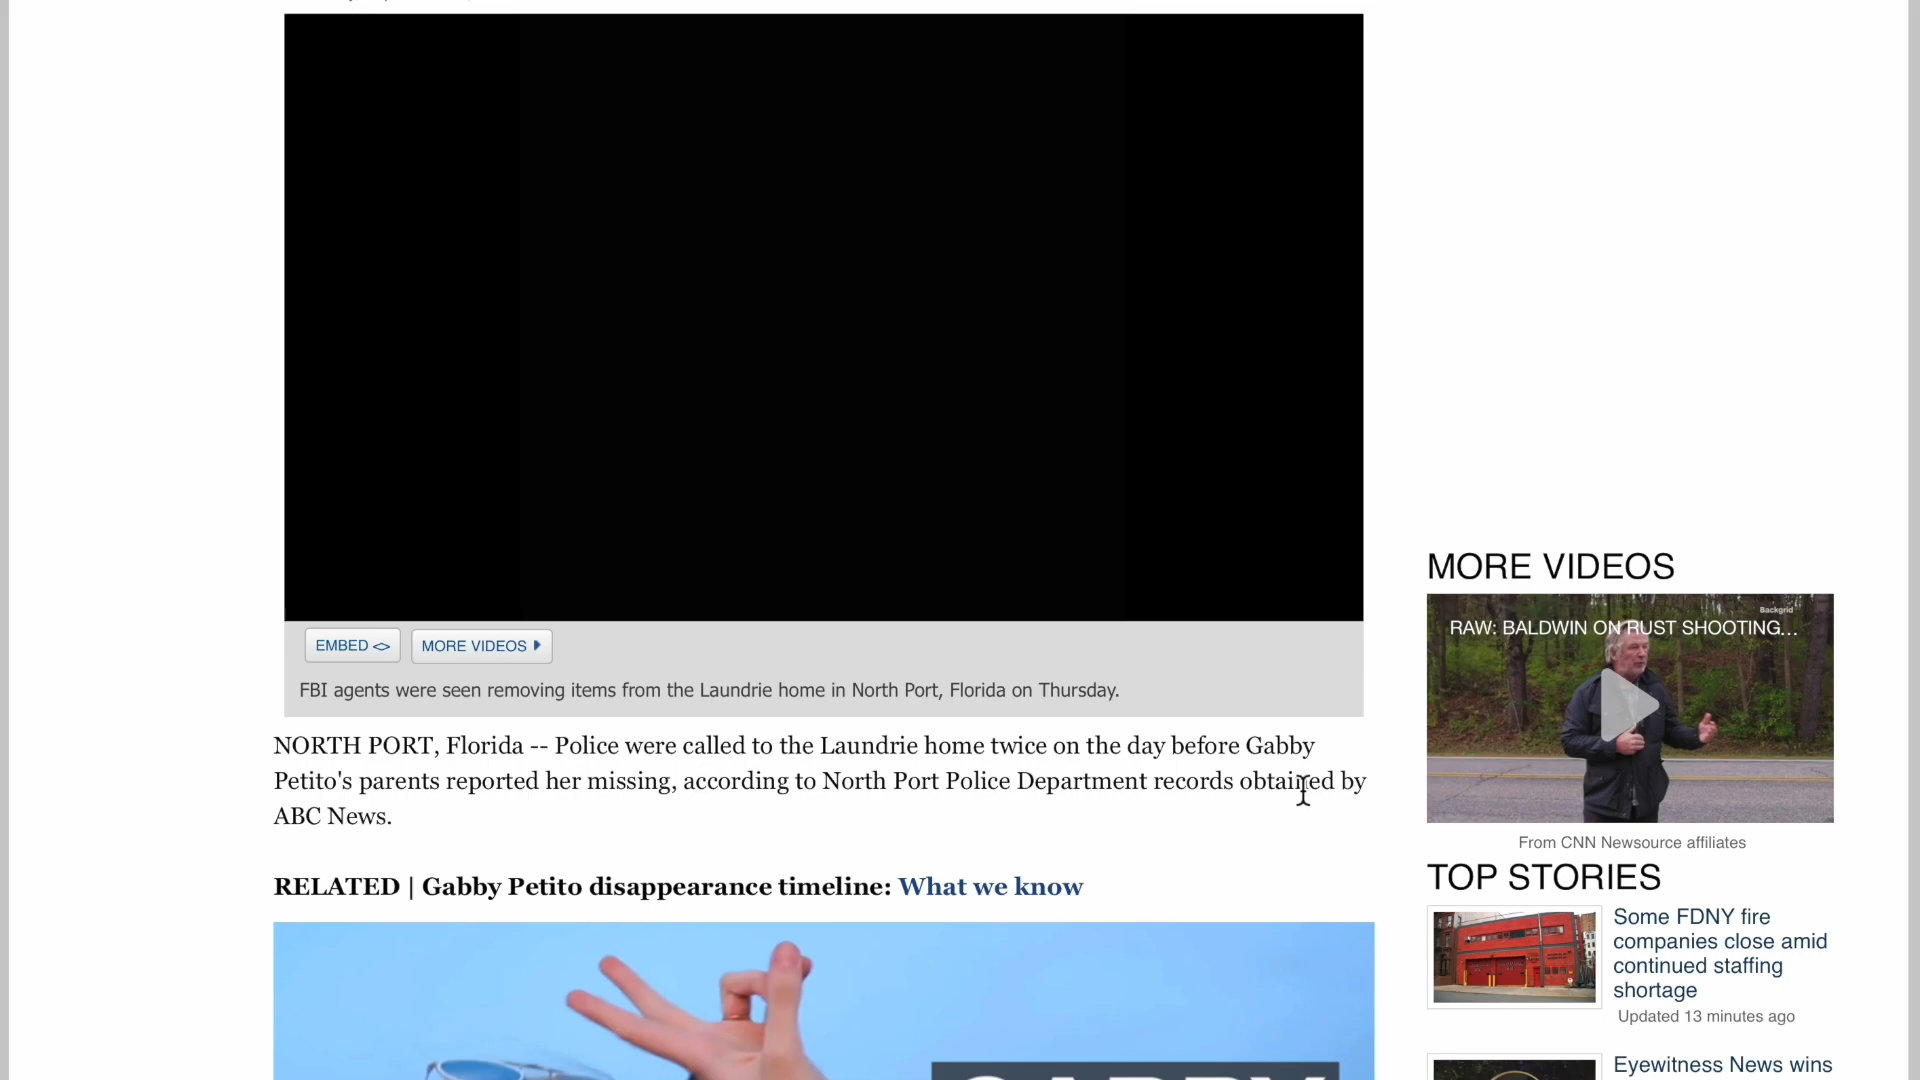 EMBED <>
MORE VIDEOS
FBI agents were seen removing items from the Laundrie home in North Port, Florida on Thursday.
NORTH PORT, Florida -- Police were called to the Laundrie home twice on the day before Gabby
Petito's parents reported her missing, according to North Port Police Department records obtained by
ABC News.
RELATED | Gabby Petito disappearance timeline: What we know
MORE VIDEOS
Backgrid
RAW: BALDWIN ON RUST SHOOTING...
From CNN Newsource affiliates
TOP STORIES
Some FDNY fire
companies close amid
continued staffing
shortage
Updated 13 minutes ago
Eyewitness News wins